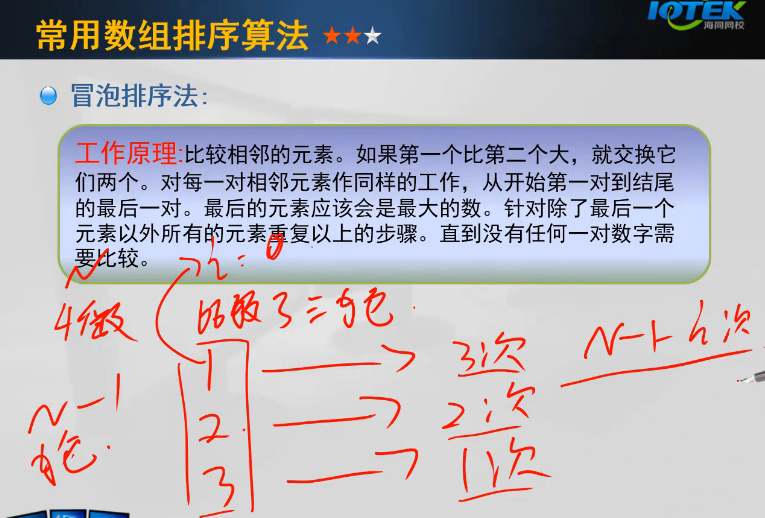 IOTEK
海同网校
常用数组排序算法
冒泡排序法:
工作原理:比较相邻的元素。如果第一个比第二个大，就交换它
们两个。对每一对相邻元素作同样的工作，从开始第一对到结尾
的最后一对。最后的元素应该会是最大的数。针对除了最后一个
元素以外所有的元素重复以上的步骤。直到没有任何一对数字需
要比较。
N
i=0
4个数
比较了三轮
1
3次
N-1-i次
N-1
2
2次
3
1次